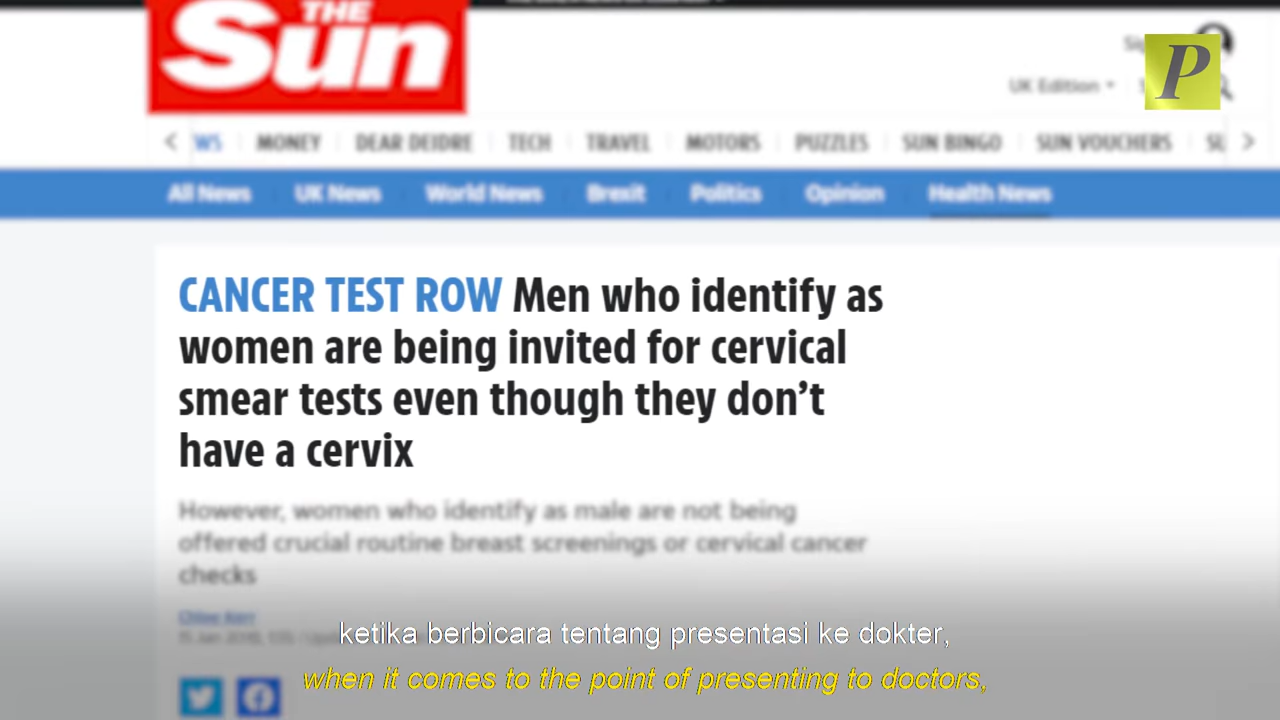 THE
Sun
P
UK Edition
WS MONEY DEAR DEIDRE TECH TRAVEL MOTORS PUZZLES SUN BINGO SUN VOUCHERS
All News UK News World News Brexit Politics Opinion Health News
CANCER TEST ROW Men who identify as
women are being invited for cervical
smear tests even though they don't
have a cervix
However, women who identify as male are not being
offered crucial routine breast screenings or cervical cancer
checks
ketika berbicara tentang presentasi ke dokter,
when it comes to the point of presenting to doctors,